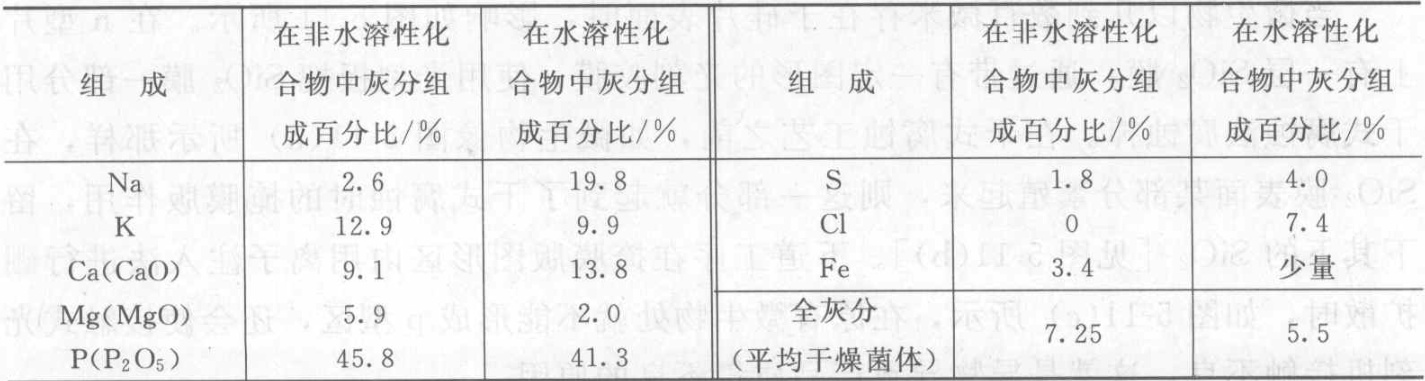 组 成 在非水溶性化合物中灰分组成百分比/% 在水溶性化合物中灰分组成百分比/% 组 成 在非水溶性化合物中灰分组成百分比/% 在水溶性化合物中灰分组成百分比/%
Na 2.6 19.8 S 1.8 4.0
K 12.9 9.9 Cl 0 7.4
Ca(CaO) 9.1 13.8 Fe 3.4 少量
Mg(MgO) 5.9 2.0 全灰分
P(P₂O₅) 45.8 41.3 (平均干燥菌体) 7.25 5.5